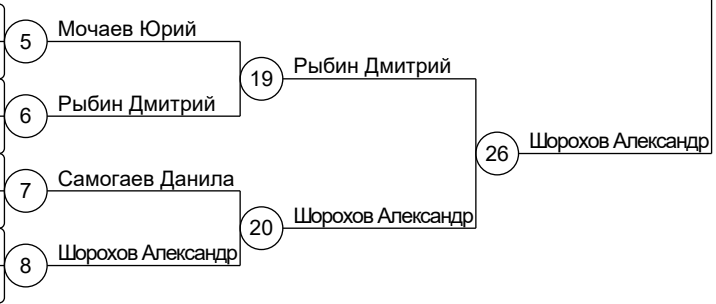 5 Мочаев Юрий
19 Рыбин Дмитрий
6 Рыбин Дмитрий
26 Шорохов Александр
7 Самогаев Данила
20 Шорохов Александр
8 Шорохов Александр